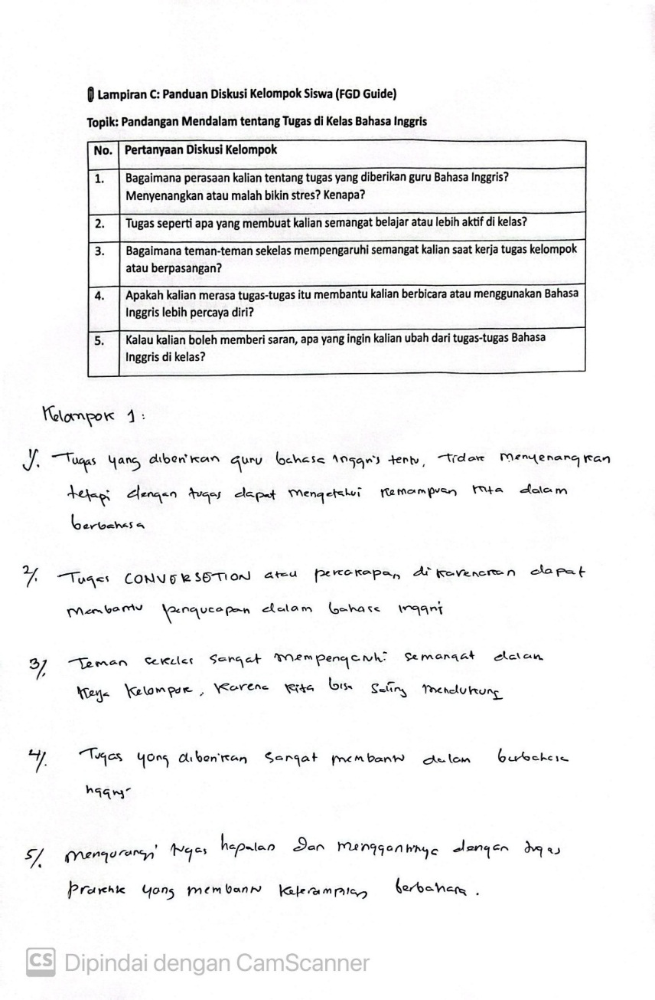 Lampiran C: Panduan Diskusi Kelompok Siswa (FGD Guide)
Topik: Pandangan Mendalam tentang Tugas di Kelas Bahasa Inggris
No. Pertanyaan Diskusi Kelompok
1. Bagaimana perasaan kalian tentang tugas yang diberikan guru Bahasa Inggris?
Menyenangkan atau malah bikin stres? Kenapa?
2. Tugas seperti apa yang membuat kalian semangat belajar atau lebih aktif di kelas?
3. Bagaimana teman-teman sekelas mempengaruhi semangat kalian saat kerja tugas kelompok
atau berpasangan?
4. Apakah kalian merasa tugas-tugas itu membantu kalian berbicara atau menggunakan Bahasa
Inggris lebih percaya diri?
5. Kalau kalian boleh memberi saran, apa yang ingin kalian ubah dari tugas-tugas Bahasa
Inggris di kelas?
Kelompok 1 :
1/. Tugas yang diberikan guru bahasa inggris tentu, tidak menyenangkan
tetapi dengan tugas dapat mengetahui kemampuan kita dalam
berbahasa
2/. Tugas CONVERSETION atau percakapan, di karenakan dapat
membantu pengucapan dalam bahasa inggris
3/. Teman sekelas sangat mempengaruhi semangat dalam
kerja kelompok, karena kita bisa saling mendukung
4/. Tugas yang diberikan sangat membantu dalam berbahasa
inggris
5/. Mengurangi tugas hapalan dan menggantinya dengan tugas
praktik yang membantu keterampilan berbahasa.
CS Dipindai dengan CamScanner